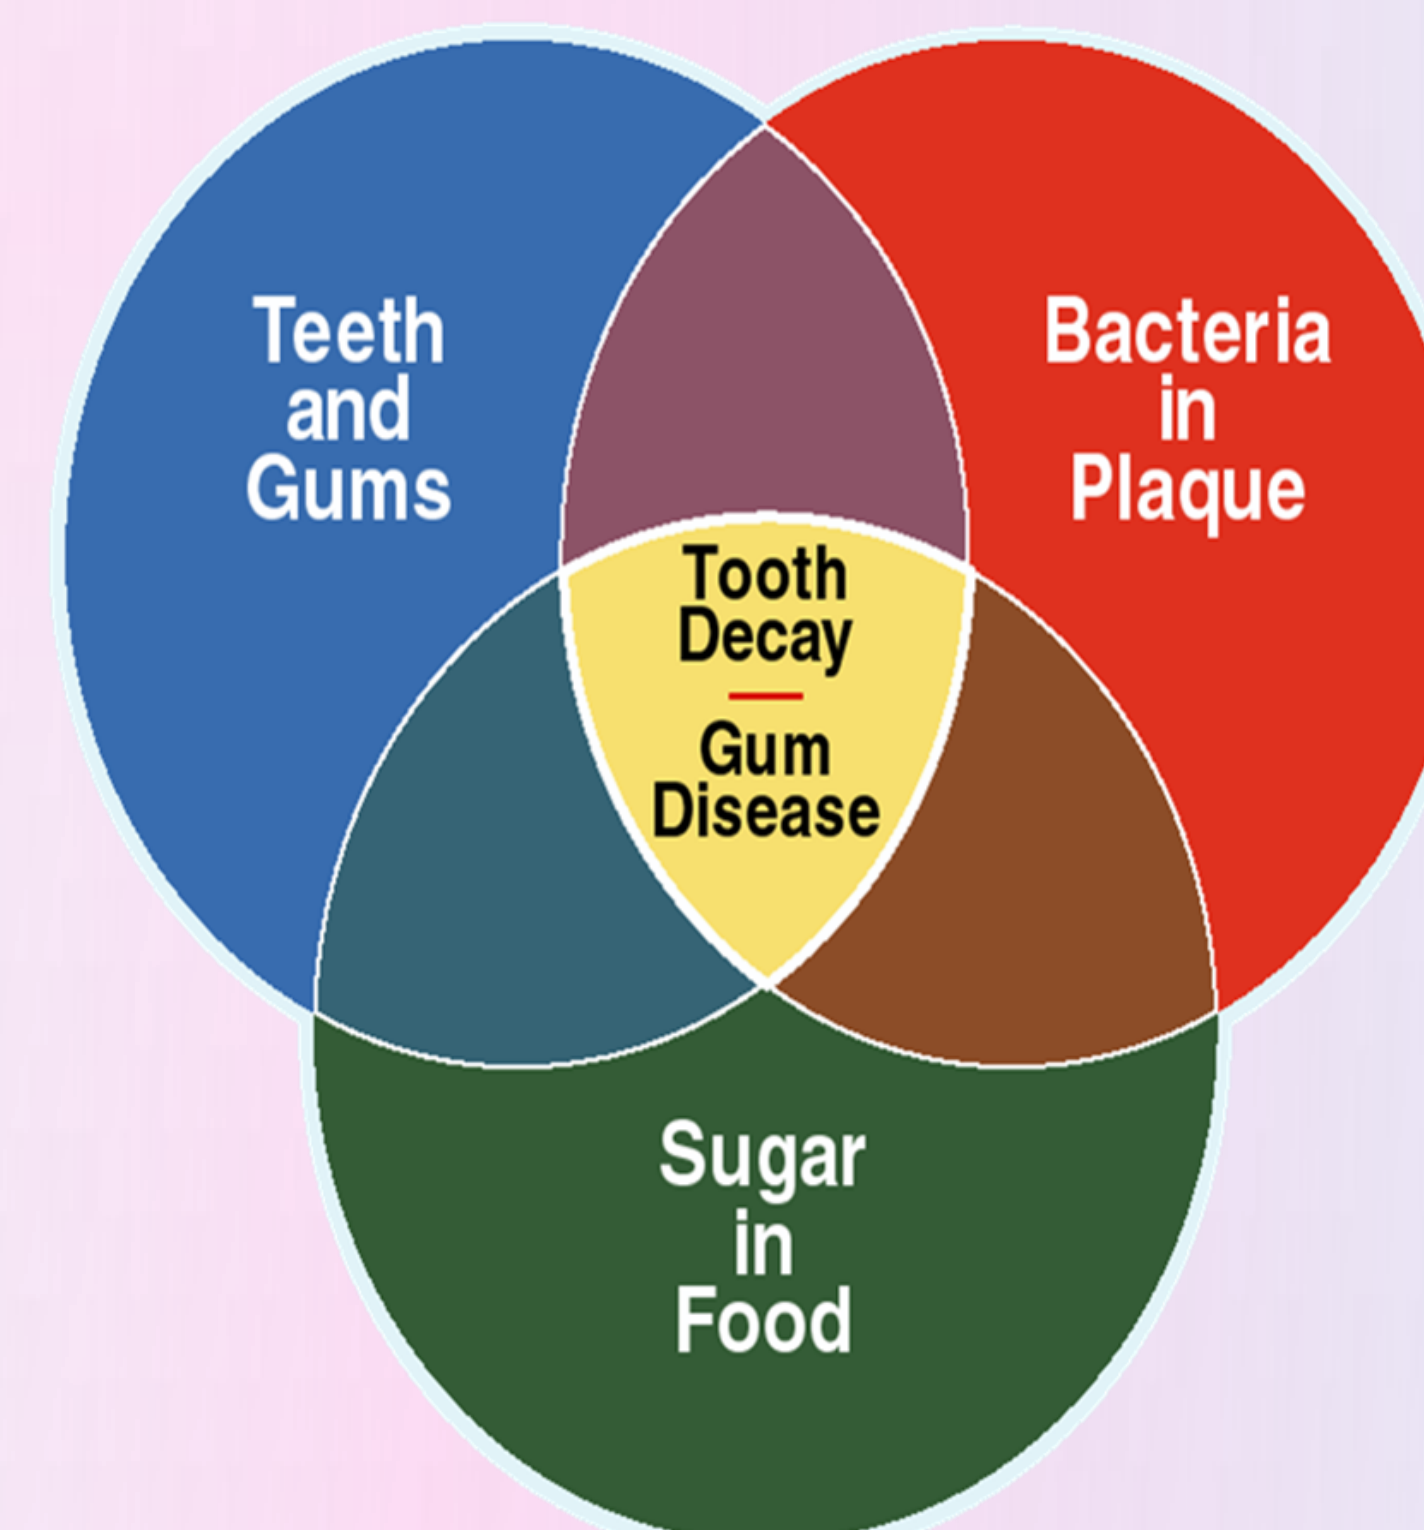 Teeth
and
Gums
Bacteria
in
Plaque
Tooth
Decay
Gum
Disease
Sugar
in
Food